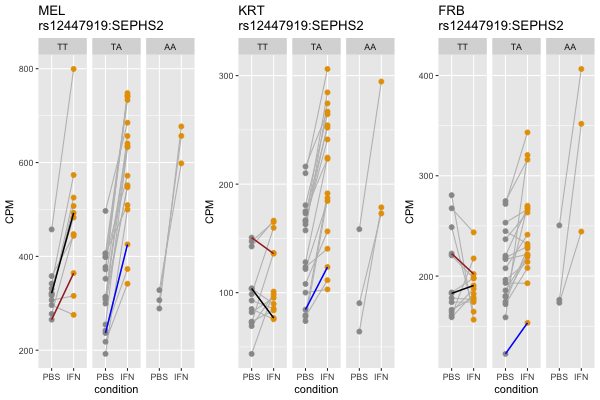 MEL
rs12447919:SEPHS2
TT TA AA
800
600
400
200
CPM
PBS IFN PBS IFN PBS IFN
condition
KRT
rs12447919:SEPHS2
TT TA AA
300
200
100
CPM
PBS IFN PBS IFN PBS IFN
condition
FRB
rs12447919:SEPHS2
TT TA AA
400
300
200
CPM
PBS IFN PBS IFN PBS IFN
condition